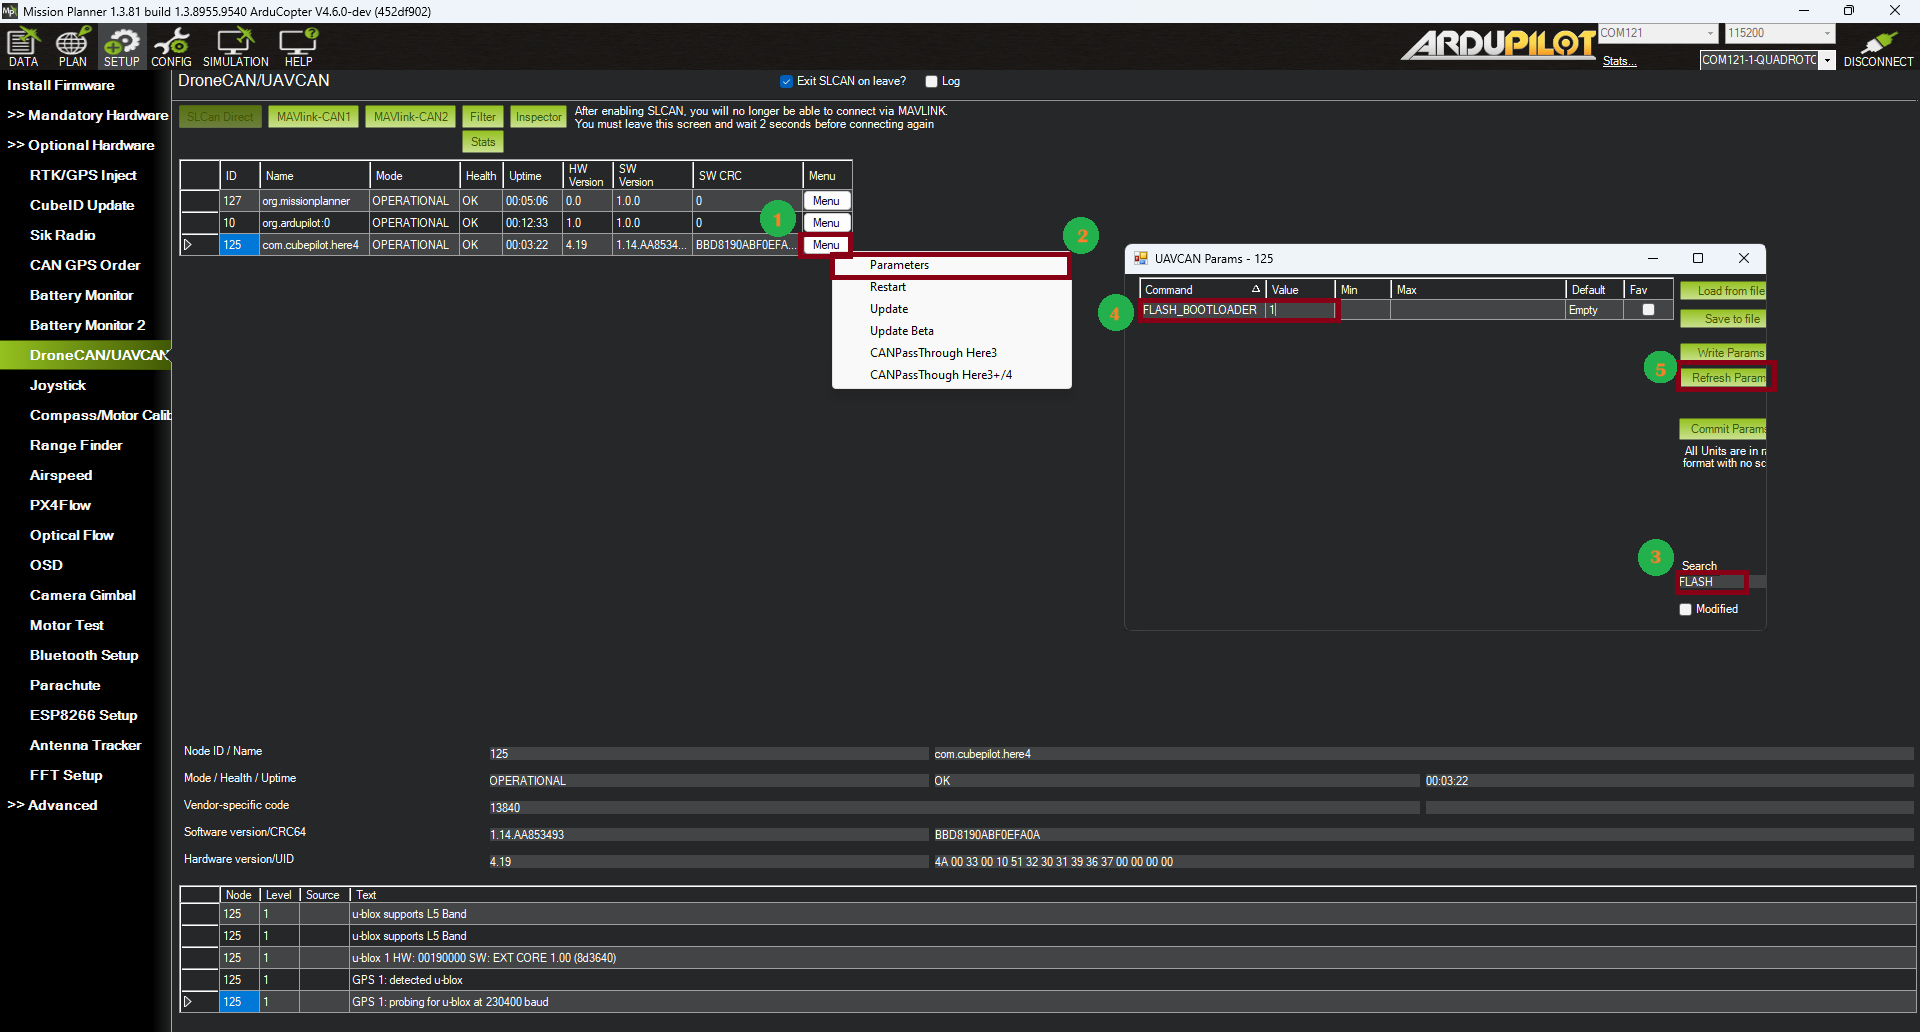 Mission Planner 1.3.81 build 1.3.8955.9540 ArduCopter V4.6.0-dev (452df902)
DATA PLAN SETUP CONFIG SIMULATION HELP
ARDUPILOT
COM121 115200
Stats... COM121-1-QUADROTC DISCONNECT
Install Firmware
>> Mandatory Hardware
>> Optional Hardware
RTK/GPS Inject
CubeID Update
Sik Radio
CAN GPS Order
Battery Monitor
Battery Monitor 2
DroneCAN/UAVCAN
Joystick
Compass/Motor Calib
Range Finder
Airspeed
PX4Flow
Optical Flow
OSD
Camera Gimbal
Motor Test
Bluetooth Setup
Parachute
ESP8266 Setup
Antenna Tracker
FFT Setup
>> Advanced
DroneCAN/UAVCAN
Exit SLCAN on leave? Log
SLCan Direct MAVlink-CAN1 MAVlink-CAN2 Filter Inspector
Stats
After enabling SLCAN, you will no longer be able to connect via MAVLINK.
You must leave this screen and wait 2 seconds before connecting again
ID Name Mode Health Uptime HW Version SW Version SW CRC Menu
127 org.missionplanner OPERATIONAL OK 00:05:06 0.0 1.0.0 0 Menu
10 org.ardupilot:0 OPERATIONAL OK 00:12:33 1.0 1.0.0 0 Menu
125 com.cubepilot.here4 OPERATIONAL OK 00:03:22 4.19 1.14.AA8534... BBD8190ABF0EFA... Menu
1
2
Parameters
Restart
Update
Update Beta
CANPassThrough Here3
CANPassThough Here3+/4
UAVCAN Params - 125
Command Value Min Max Default Fav
4
FLASH_BOOTLOADER 1 Empty
Load from file
Save to file
Write Params
5
Refresh Param
Commit Params
All Units are in ra
format with no sc
3
Search
FLASH
Modified
Node ID / Name 125 com.cubepilot.here4
Mode / Health / Uptime OPERATIONAL OK 00:03:22
Vendor-specific code 13840
Software version/CRC64 1.14.AA853493 BBD8190ABF0EFA0A
Hardware version/UID 4.19 4A 00 33 00 10 51 32 30 31 39 36 37 00 00 00 00
Node Level Source Text
125 1 u-blox supports L5 Band
125 1 u-blox supports L5 Band
125 1 u-blox 1 HW: 00190000 SW: EXT CORE 1.00 (8d3640)
125 1 GPS 1: detected u-blox
125 1 GPS 1: probing for u-blox at 230400 baud